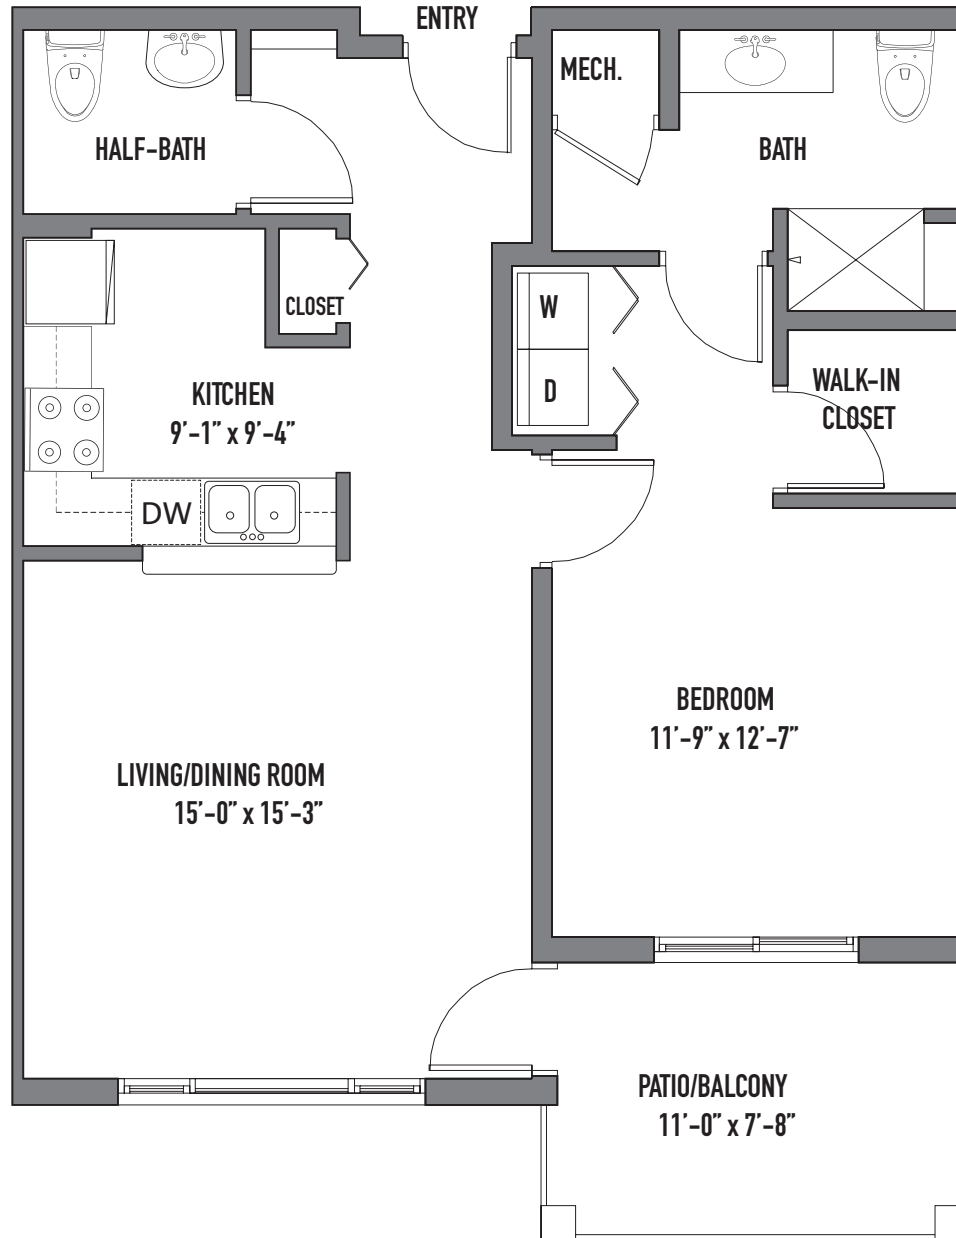 ENTRY
MECH.
HALF-BATH
BATH
CLOSET
W
D
KITCHEN
9'-1" x 9'-4"
WALK-IN
CLOSET
DW
BEDROOM
11'-9" x 12'-7"
LIVING/DINING ROOM
15'-0" x 15'-3"
PATIO/BALCONY
11'-0" x 7'-8"